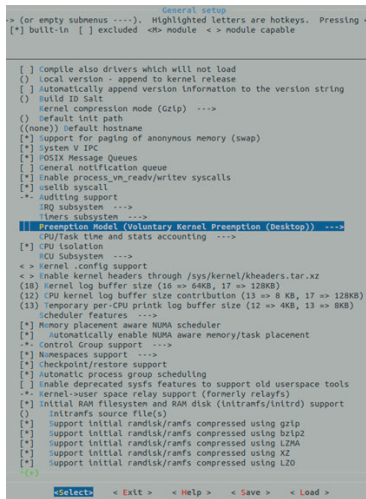 General setup
-> (or empty submenus ----).  Highlighted letters are hotkeys.  Pressing <
[*] built-in  [ ] excluded  <M> module  < > module capable
[ ] Compile also drivers which will not load
() Local version - append to kernel release
[ ] Automatically append version information to the version string
() Build ID Salt
Kernel compression mode (Gzip)  --->
() Default init path
((none)) Default hostname
[*] Support for paging of anonymous memory (swap)
[*] System V IPC
[*] POSIX Message Queues
[ ] General notification queue
[*] Enable process_vm_readv/writev syscalls
[*] uselib syscall
-*- Auditing support
IRQ subsystem  --->
Timers subsystem  --->
Preemption Model (Voluntary Kernel Preemption (Desktop))  --->
CPU/Task time and stats accounting  --->
[*] CPU isolation
RCU Subsystem  --->
< > Kernel .config support
< > Enable kernel headers through /sys/kernel/kheaders.tar.xz
(18) Kernel log buffer size (16 => 64KB, 17 => 128KB)
(12) CPU kernel log buffer size contribution (13 => 8 KB, 17 => 128KB)
(13) Temporary per-CPU printk log buffer size (12 => 4KB, 13 => 8KB)
Scheduler features  --->
[*] Memory placement aware NUMA scheduler
[*]   Automatically enable NUMA aware memory/task placement
-*- Control Group support  --->
[*] Namespaces support  --->
[*] Checkpoint/restore support
[*] Automatic process group scheduling
[ ] Enable deprecated sysfs features to support old userspace tools
-*- Kernel->user space relay support (formerly relayfs)
[*] Initial RAM filesystem and RAM disk (initramfs/initrd) support
()    Initramfs source file(s)
[*]   Support initial ramdisk/ramfs compressed using gzip
[*]   Support initial ramdisk/ramfs compressed using bzip2
[*]   Support initial ramdisk/ramfs compressed using LZMA
[*]   Support initial ramdisk/ramfs compressed using XZ
[*]   Support initial ramdisk/ramfs compressed using LZO
(+)
<Select>    < Exit >    < Help >    < Save >    < Load >